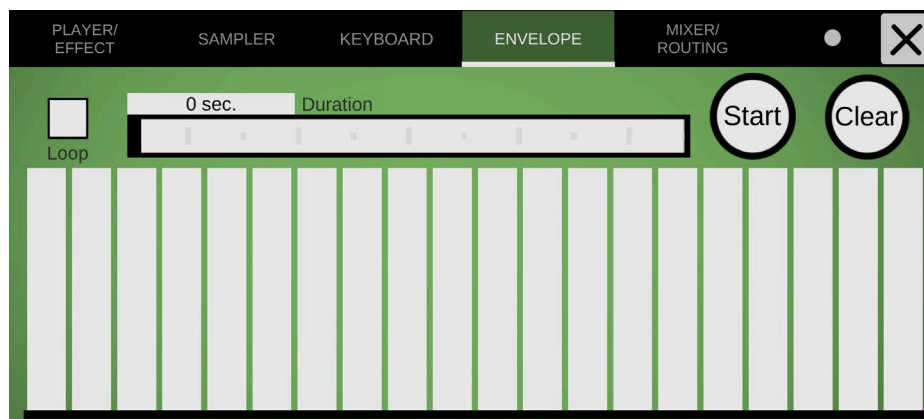 PLAYER/
EFFECT
SAMPLER
KEYBOARD
ENVELOPE
MIXER/
ROUTING
0 sec.
Duration
Start
Clear
Loop